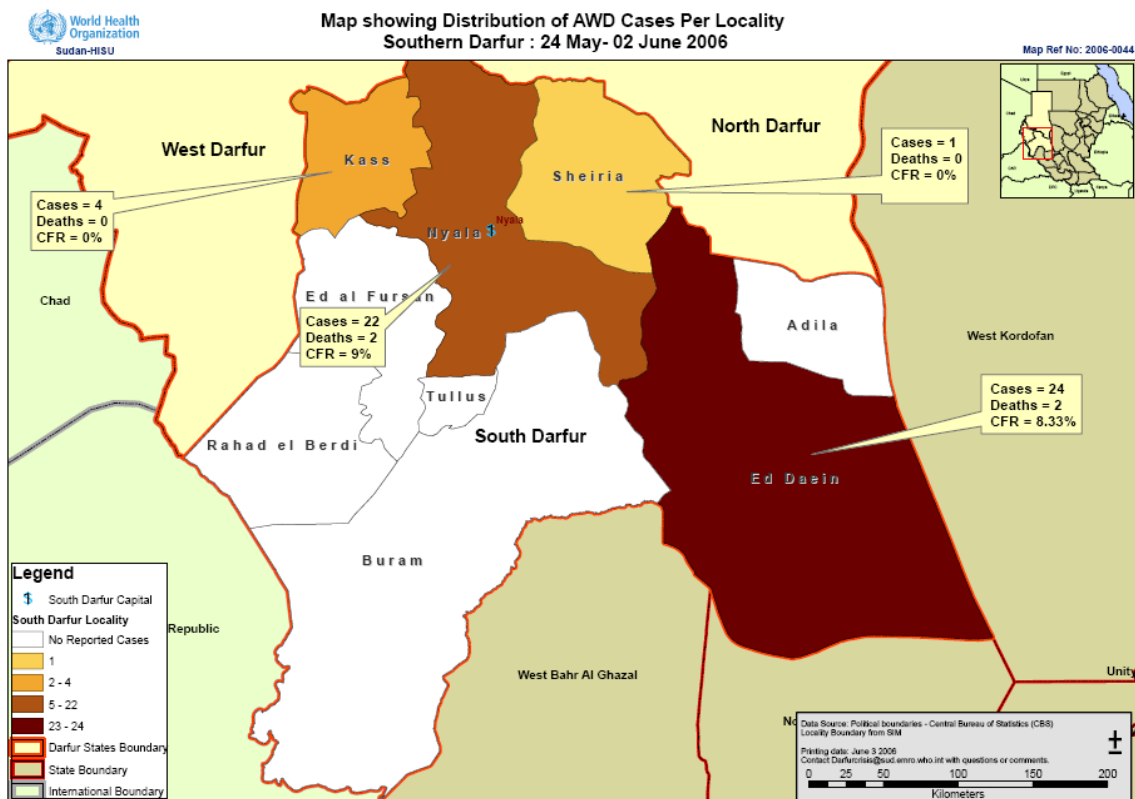 World Health
Organization
Sudan-HISU
Map showing Distribution of AWD Cases Per Locality
Southern Darfur : 24 May- 02 June 2006
Map Ref No: 2006-0044
West Darfur
North Darfur
Kass
Sheiria
Cases = 1
Deaths = 0
CFR = 0%
Cases = 4
Deaths = 0
CFR = 0%
Nyala
Nyala
Chad
Ed al Fursan
Cases = 22
Deaths = 2
CFR = 9%
Adila
West Kordofan
Cases = 24
Deaths = 2
CFR = 8.33%
Tullus
South Darfur
Rahad el Berdi
Ed Daein
Buram
Republic
West Bahr Al Ghazal
Unity
Legend
South Darfur Capital
South Darfur Locality
No Reported Cases
1
2 - 4
5 - 22
23 - 24
Darfur States Boundary
State Boundary
International Boundary
Data Source: Political boundaries - Central Bureau of Statistics (CBS)
Locality Boundary from SIM
Printing date: June 3 2006
Contact Darfurcrisis@sud.emro.who.int with questions or comments.
0 25 50 100 150 200
Kilometers